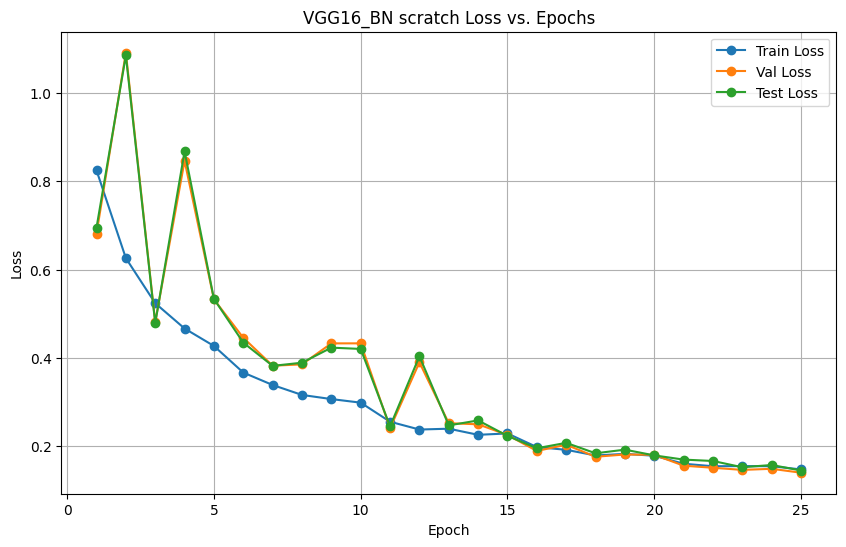 VGG16_BN scratch Loss vs. Epochs
Train Loss
Val Loss
Test Loss
Loss
1.0
0.8
0.6
0.4
0.2
0 5 10 15 20 25
Epoch